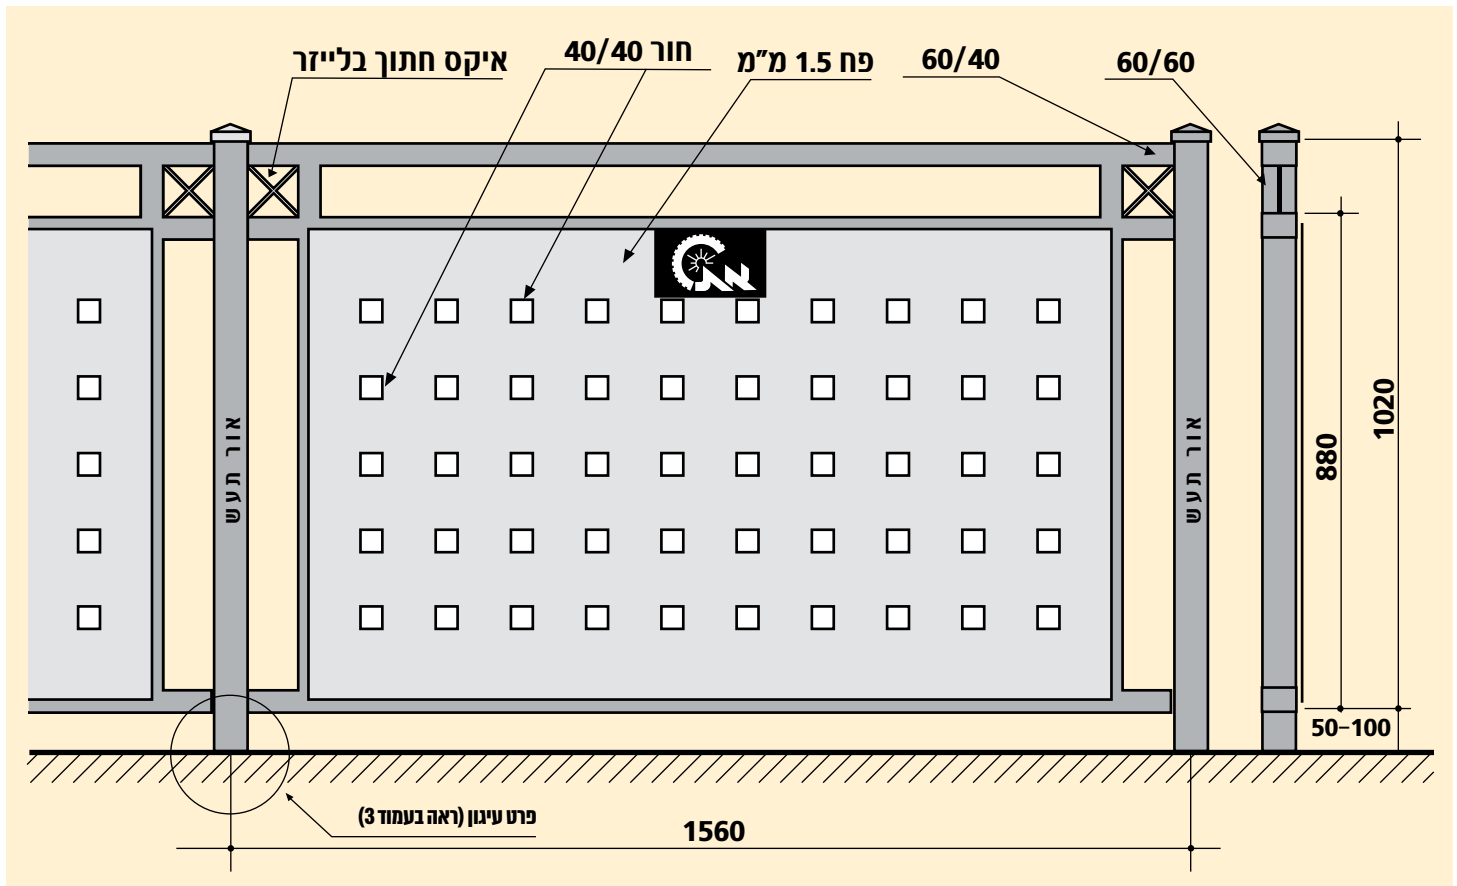 איקס חתוך בלייזר
חור 40/40
פח 1.5 מ"מ
60/40
60/60
את
אור תעש
אור תעש
880
1020
50-100
פרט עיגון (ראה בעמוד 3)
1560